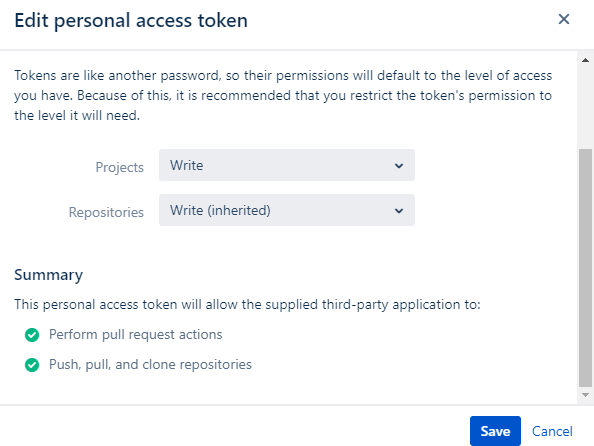 Edit personal access token
Tokens are like another password, so their permissions will default to the level of access
you have. Because of this, it is recommended that you restrict the token's permission to
the level it will need.
Projects
Write
Repositories
Write (inherited)
Summary
This personal access token will allow the supplied third-party application to:
Perform pull request actions
Push, pull, and clone repositories
Save
Cancel